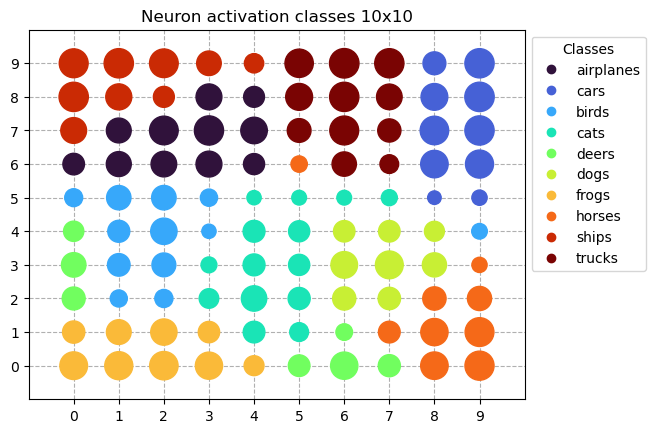 Neuron activation classes 10x10
9
8
7
6
5
4
3
2
1
0
0 1 2 3 4 5 6 7 8 9
Classes
airplanes
cars
birds
cats
deers
dogs
frogs
horses
ships
trucks